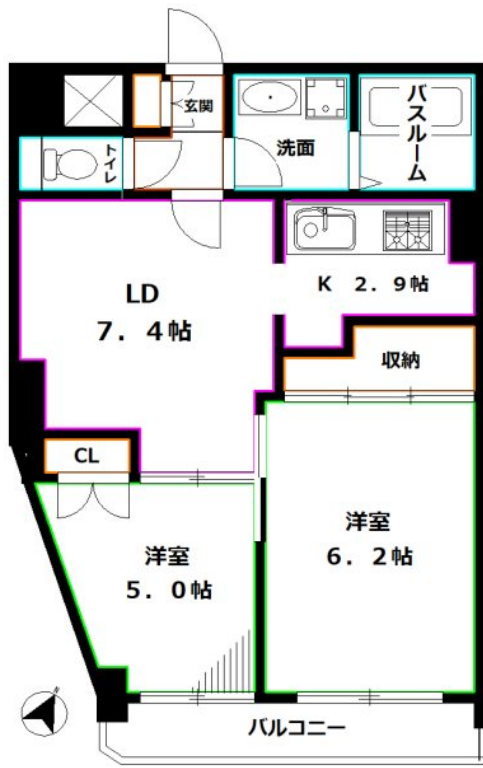 玄関
洗面
バスルーム
トイレ
LD
7．4帖
K　2．9帖
収納
CL
洋室
5．0帖
洋室
6．2帖
バルコニー